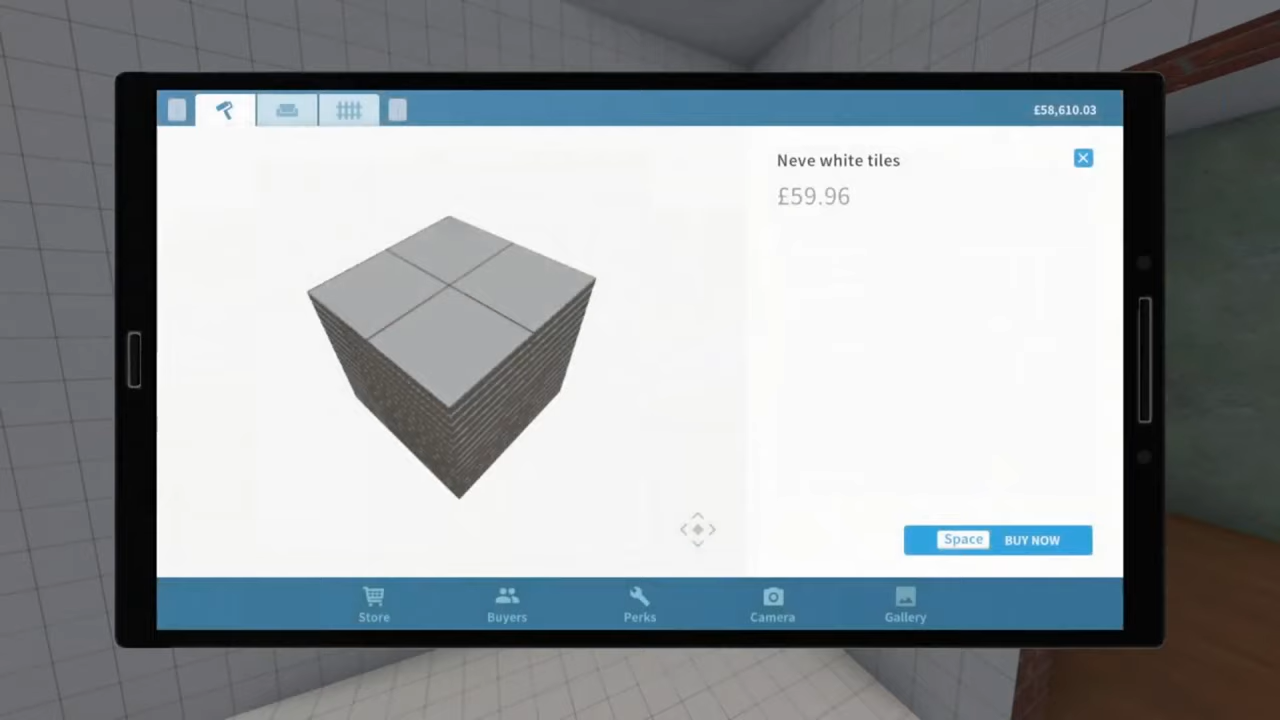 £58,610.03
Neve white tiles
£59.96
Space BUY NOW
Store Buyers Perks Camera Gallery